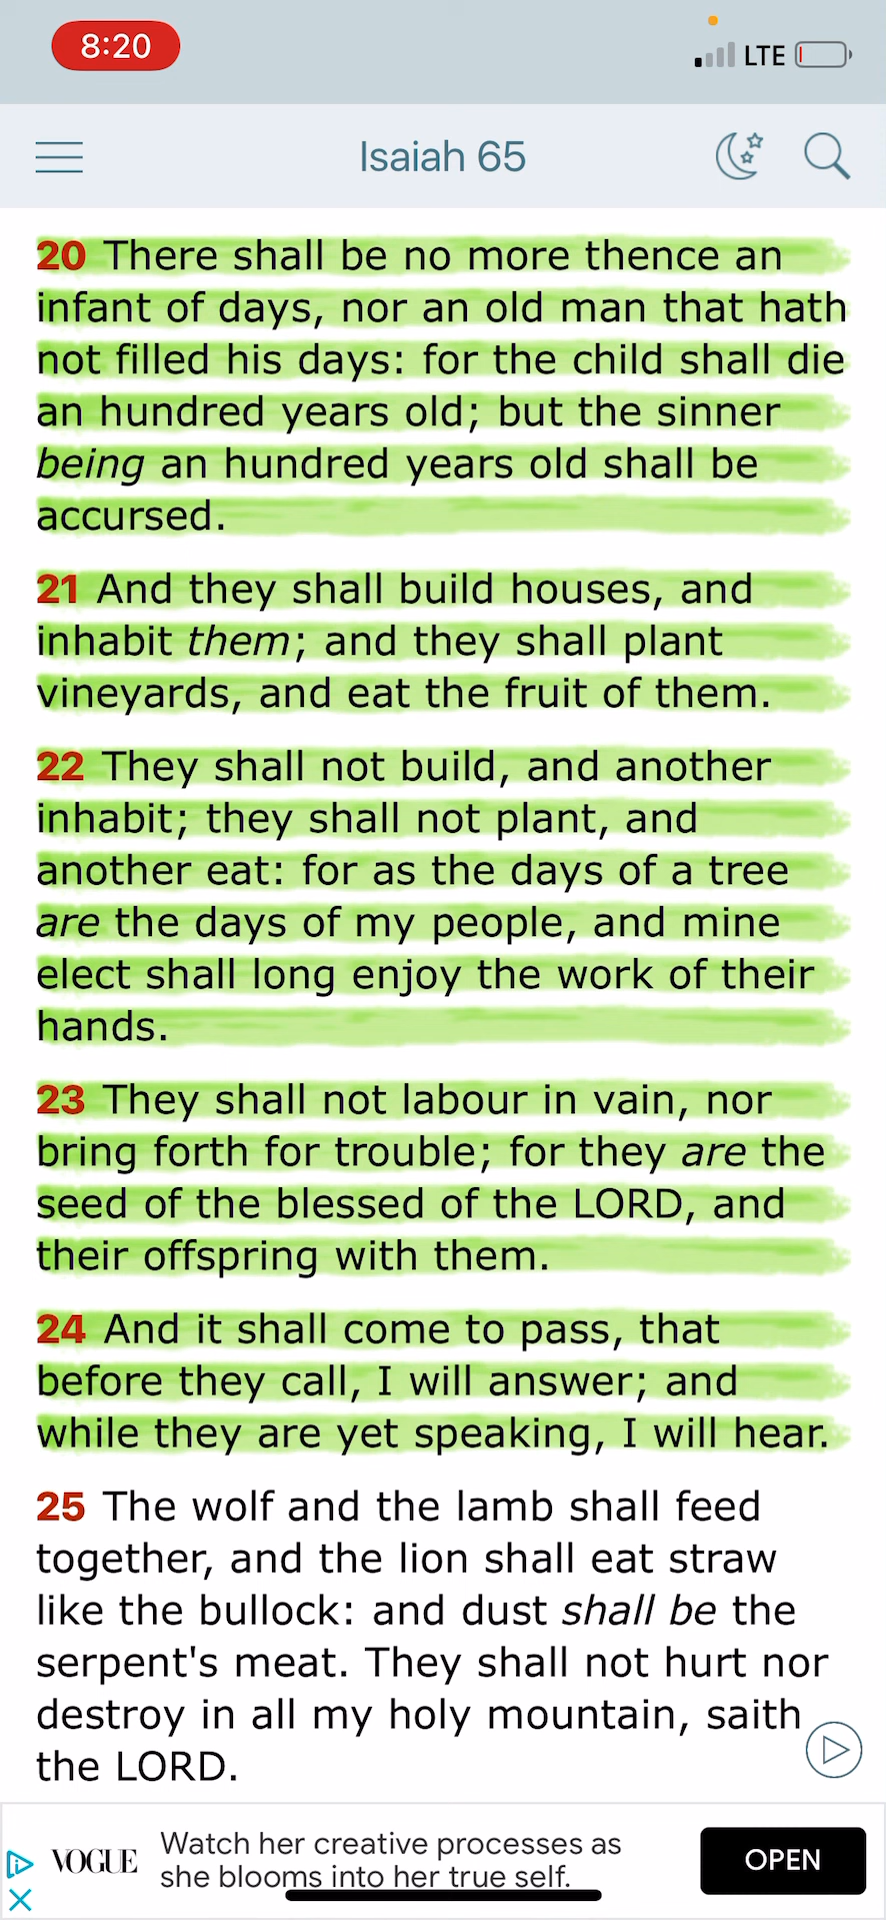 8:20
LTE
Isaiah 65
20 There shall be no more thence an
infant of days, nor an old man that hath
not filled his days: for the child shall die
an hundred years old; but the sinner
being an hundred years old shall be
accursed.
21 And they shall build houses, and
inhabit them; and they shall plant
vineyards, and eat the fruit of them.
22 They shall not build, and another
inhabit; they shall not plant, and
another eat: for as the days of a tree
are the days of my people, and mine
elect shall long enjoy the work of their
hands.
23 They shall not labour in vain, nor
bring forth for trouble; for they are the
seed of the blessed of the LORD, and
their offspring with them.
24 And it shall come to pass, that
before they call, I will answer; and
while they are yet speaking, I will hear.
25 The wolf and the lamb shall feed
together, and the lion shall eat straw
like the bullock: and dust shall be the
serpent's meat. They shall not hurt nor
destroy in all my holy mountain, saith
the LORD.
VOGUE
Watch her creative processes as
she blooms into her true self.
OPEN